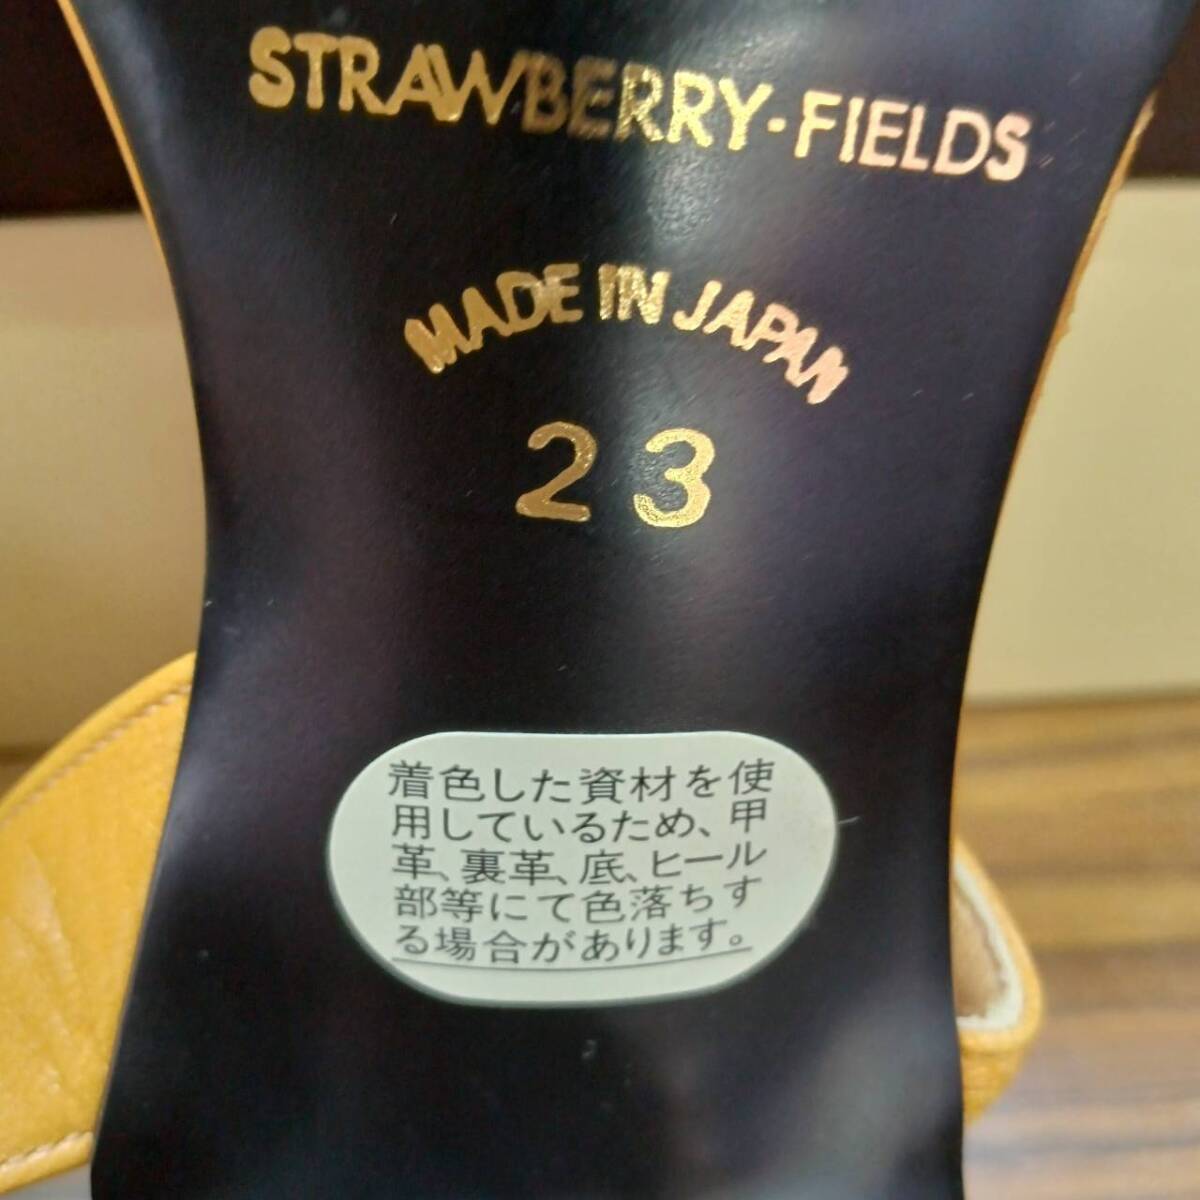 STRAWBERRY-FIELDS
MADE IN JAPAN
23
着色した資材を使
用しているため、甲
革、裏革、底、ヒール
部等にて色落ちす
る場合があります。